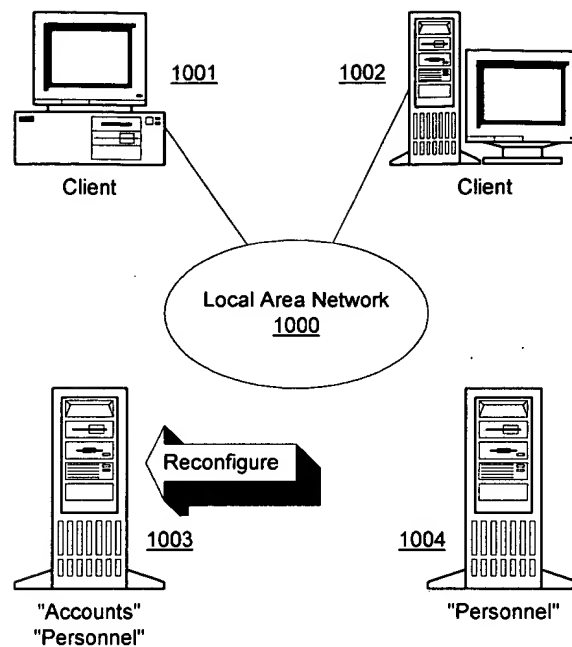 1001
1002
Client
Client
Local Area Network
1000
Reconfigure
1003
1004
"Accounts"
"Personnel"
"Personnel"